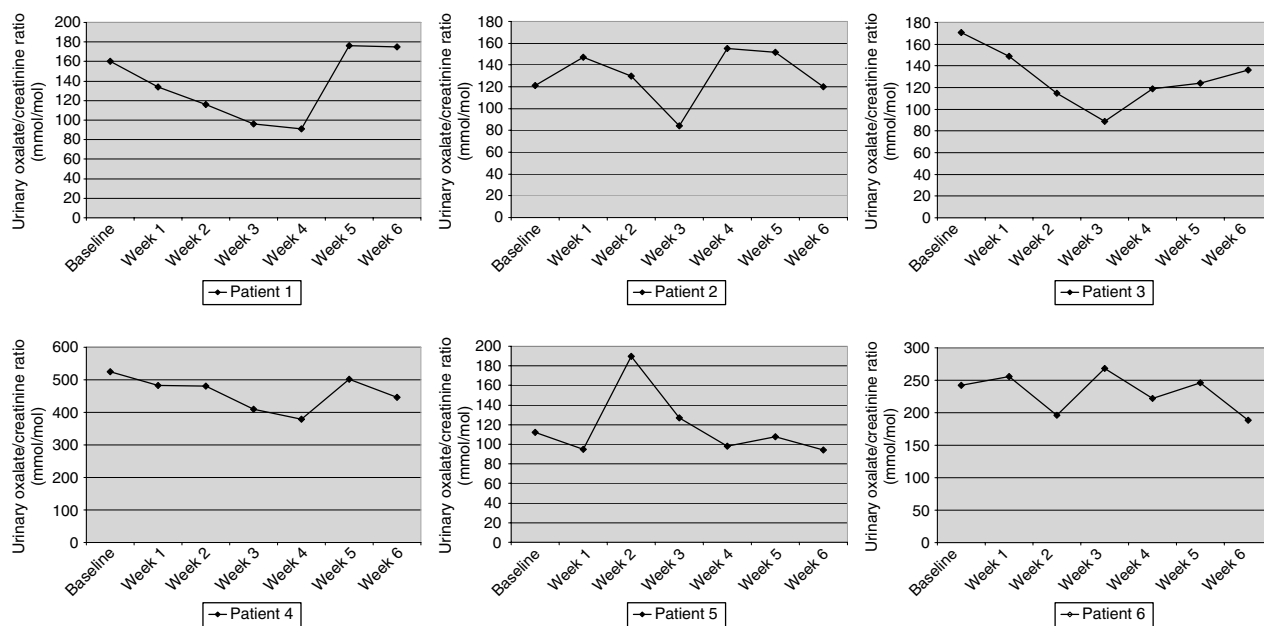 Urinary oxalate/creatinine ratio
(mmol/mol)
200
180
160
140
120
100
80
60
40
20
0
Baseline
Week 1
Week 2
Week 3
Week 4
Week 5
Week 6
Patient 1
Urinary oxalate/creatinine ratio
(mmol/mol)
180
160
140
120
100
80
60
40
20
0
Baseline
Week 1
Week 2
Week 3
Week 4
Week 5
Week 6
Patient 2
Urinary oxalate/creatinine ratio
(mmol/mol)
180
160
140
120
100
80
60
40
20
0
Baseline
Week 1
Week 2
Week 3
Week 4
Week 5
Week 6
Patient 3
Urinary oxalate/creatinine ratio
(mmol/mol)
600
500
400
300
200
100
0
Baseline
Week 1
Week 2
Week 3
Week 4
Week 5
Week 6
Patient 4
Urinary oxalate/creatinine ratio
(mmol/mol)
200
180
160
140
120
100
80
60
40
20
0
Baseline
Week 1
Week 2
Week 3
Week 4
Week 5
Week 6
Patient 5
Urinary oxalate/creatinine ratio
(mmol/mol)
300
250
200
150
100
50
0
Baseline
Week 1
Week 2
Week 3
Week 4
Week 5
Week 6
Patient 6